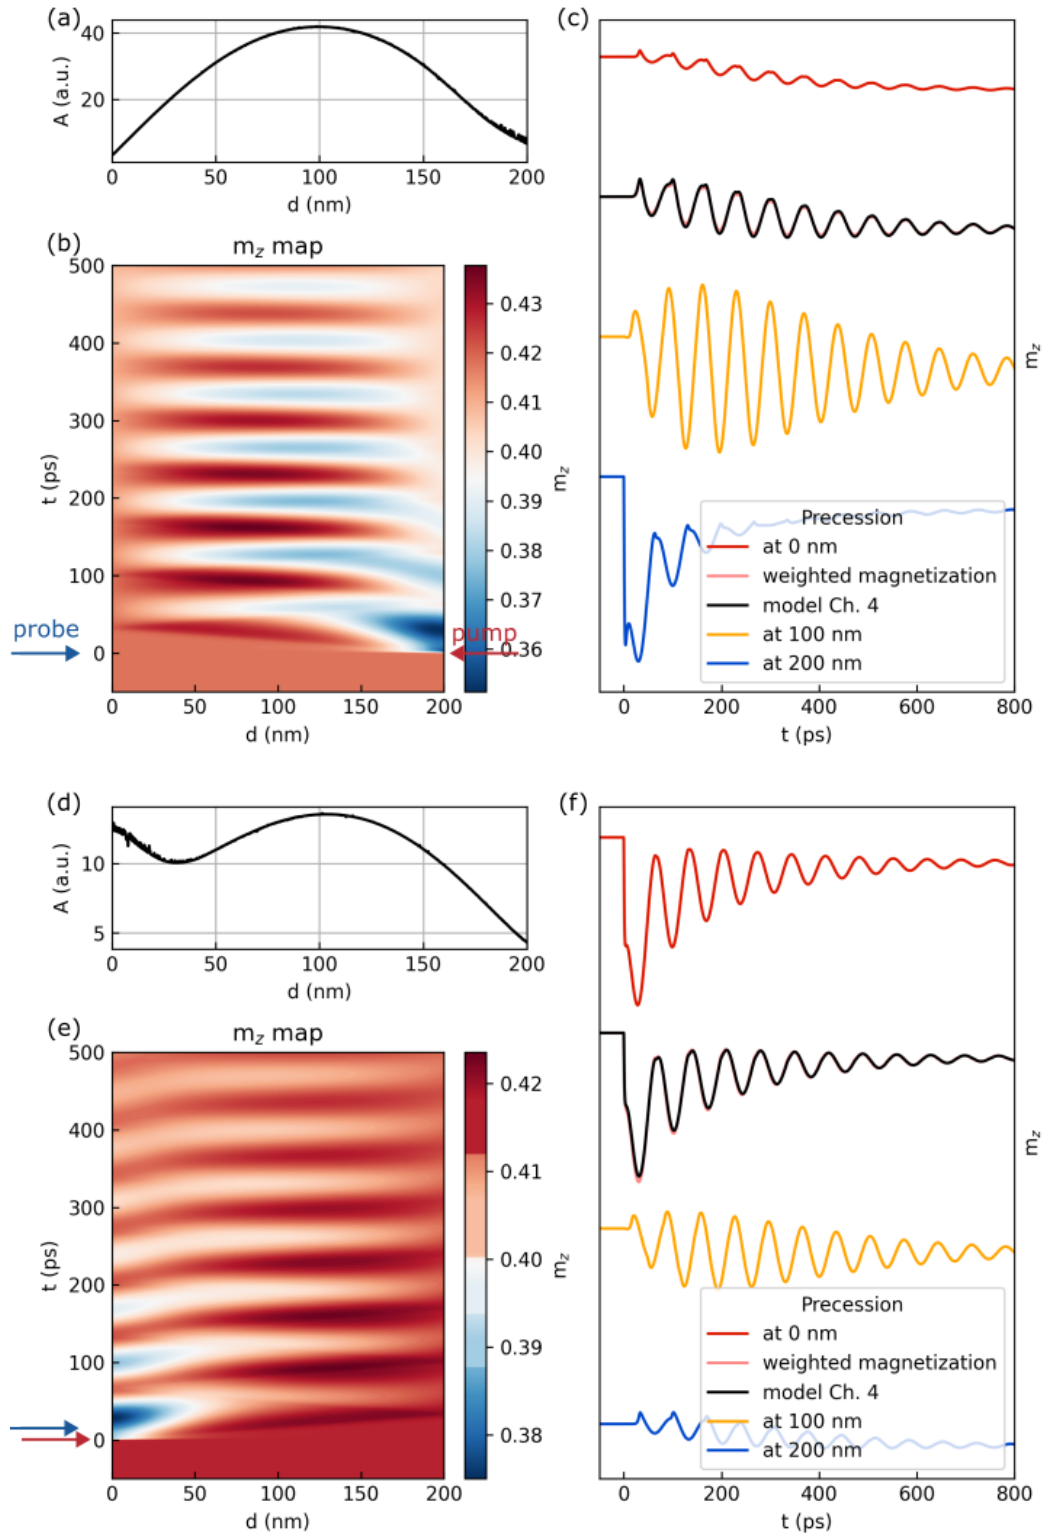 (a)
A (a.u.)
40
20
0 50 100 150 200
d (nm)
(b)
m_z map
t (ps)
500
400
300
200
100
0
0.43
0.42
0.41
0.40
0.39
0.38
0.37
0.36
m_z
probe
pump
0 50 100 150 200
d (nm)
(c)
m_z
Precession
at 0 nm
weighted magnetization
model Ch. 4
at 100 nm
at 200 nm
0 200 400 600 800
t (ps)
(d)
A (a.u.)
10
5
0 50 100 150 200
d (nm)
(e)
m_z map
t (ps)
500
400
300
200
100
0
0.42
0.41
0.40
0.39
0.38
m_z
0 50 100 150 200
d (nm)
(f)
m_z
Precession
at 0 nm
weighted magnetization
model Ch. 4
at 100 nm
at 200 nm
0 200 400 600 800
t (ps)